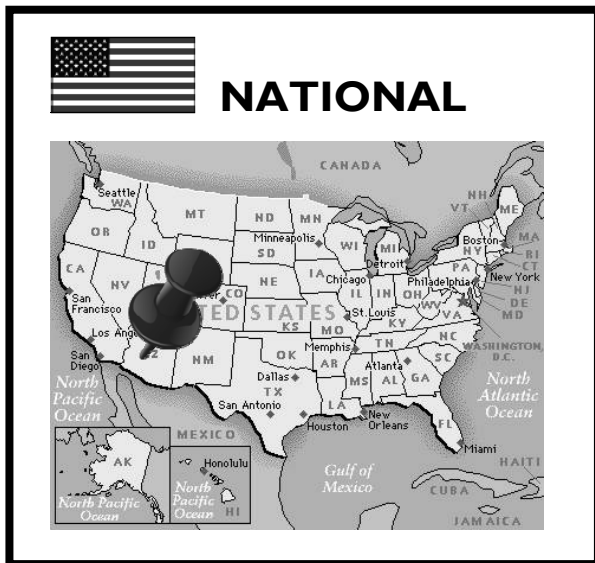 NATIONAL
CANADA
Seattle
WA
MT
ND
MN
NH
VT
ME
OR
ID
Minneapolis
SD
WI
MI
Boston
MA
NY
RI
CT
CA
NV
NE
IA
Chicago
Detroit
PA
New York
Philadelphia
NJ
DE
MD
San
Francisco
CO
IL
IN
OH
WV
VA
TED STATES
St.Louis
KS
MO
KY
WASHINGTON,
D.C.
Los Ang
San
Diego
NM
OK
AR
Memphis
TN
NC
SC
Atlanta
MS
AL
GA
Dallas
TX
LA
North
Pacific
Ocean
San Antonio
Houston
New
Orleans
FL
Miami
North
Atlantic
Ocean
MEXICO
Gulf of
Mexico
HAITI
CUBA
JAMAICA
AK
North Pacific
Ocean
Honolulu
North
Pacific
Ocean
HI